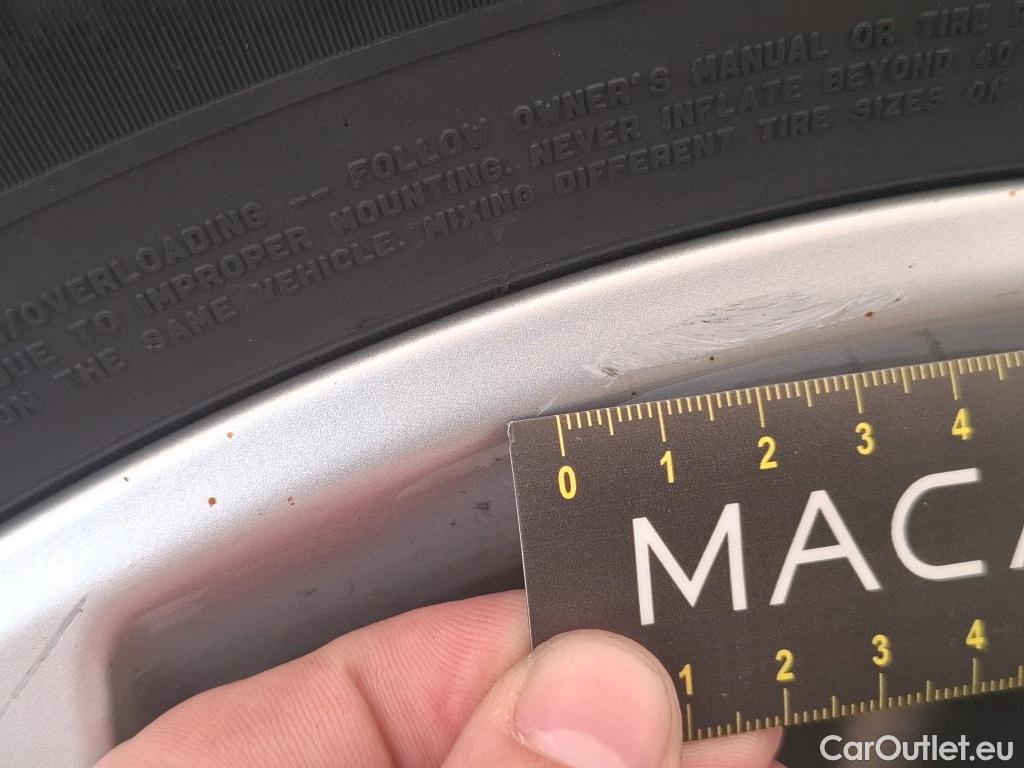 OVERLOADING -- FOLLOW OWNER'S MANUAL OR TIRE
DUE TO IMPROPER MOUNTING. NEVER INFLATE BEYOND 40
ON THE SAME VEHICLE. MIXING DIFFERENT TIRE SIZES ON
0 1 2 3 4
MACA
1 2 3 4
CarOutlet.eu